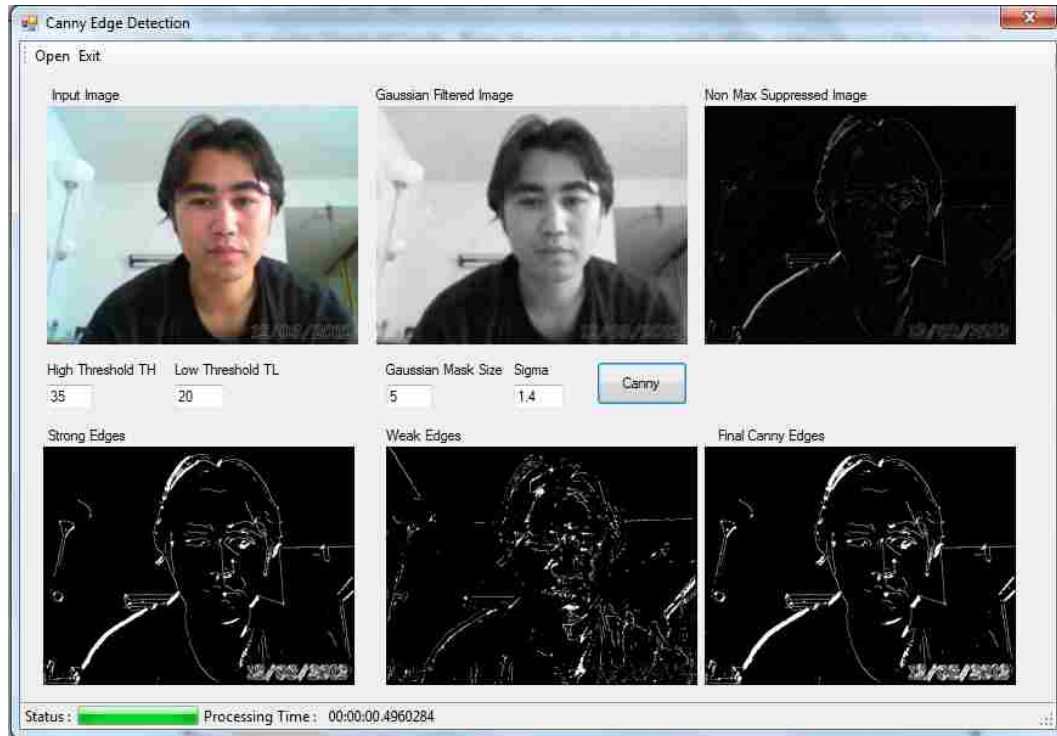 Canny Edge Detection
Open Exit
Input Image
Gaussian Filtered Image
Non Max Suppressed Image
High Threshold TH
Low Threshold TL
Gaussian Mask Size
Sigma
35
20
5
1.4
Canny
Strong Edges
Weak Edges
Final Canny Edges
Status :
Processing Time : 00:00:00.4960284